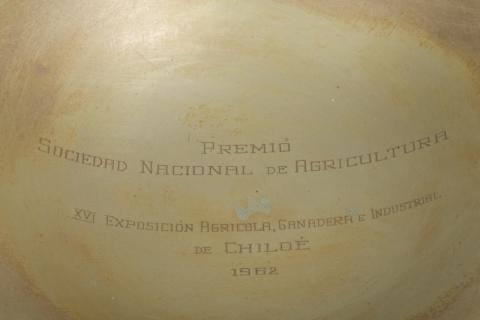 PREMIO
SOCIEDAD NACIONAL DE AGRICULTURA
XVI EXPOSICIÓN AGRICOLA, GANADERA E INDUSTRIAL
DE CHILOÉ
1962